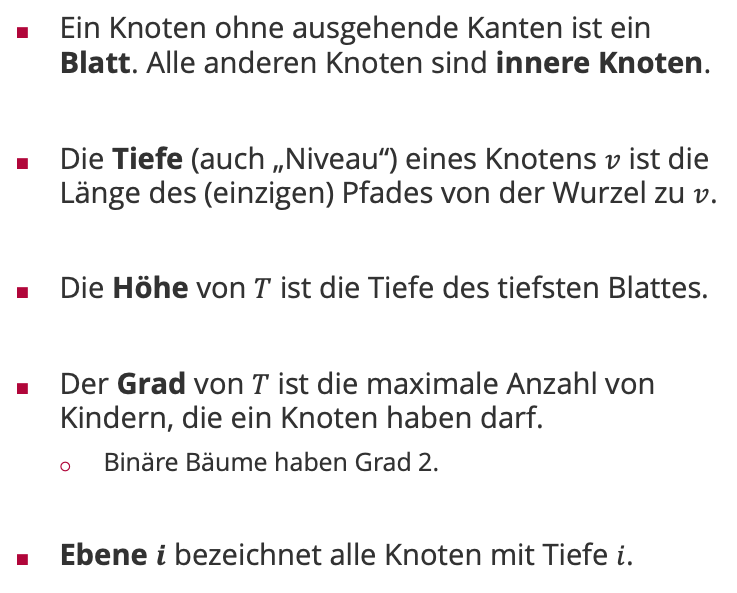 Ein Knoten ohne ausgehende Kanten ist ein
Blatt. Alle anderen Knoten sind innere Knoten.
Die Tiefe (auch „Niveau“) eines Knotens v ist die
Länge des (einzigen) Pfades von der Wurzel zu v.
Die Höhe von T ist die Tiefe des tiefsten Blattes.
Der Grad von T ist die maximale Anzahl von
Kindern, die ein Knoten haben darf.
Binäre Bäume haben Grad 2.
Ebene i bezeichnet alle Knoten mit Tiefe i.